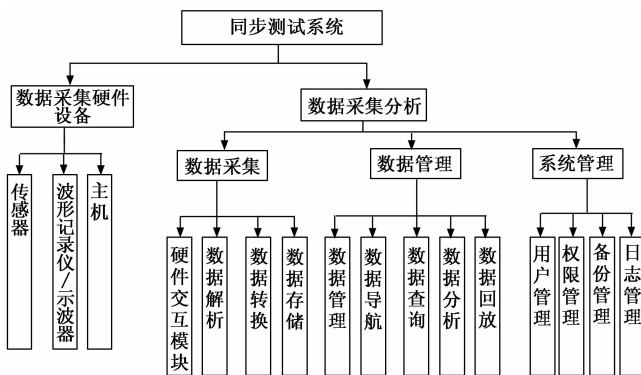 同步测试系统
数据采集硬件
设备
数据采集分析
数据采集
数据管理
系统管理
传感器
波形记录仪/示波器
主机
硬件交互模块
数据解析
数据转换
数据存储
数据管理
数据导航
数据查询
数据分析
数据回放
用户管理
权限管理
备份管理
日志管理